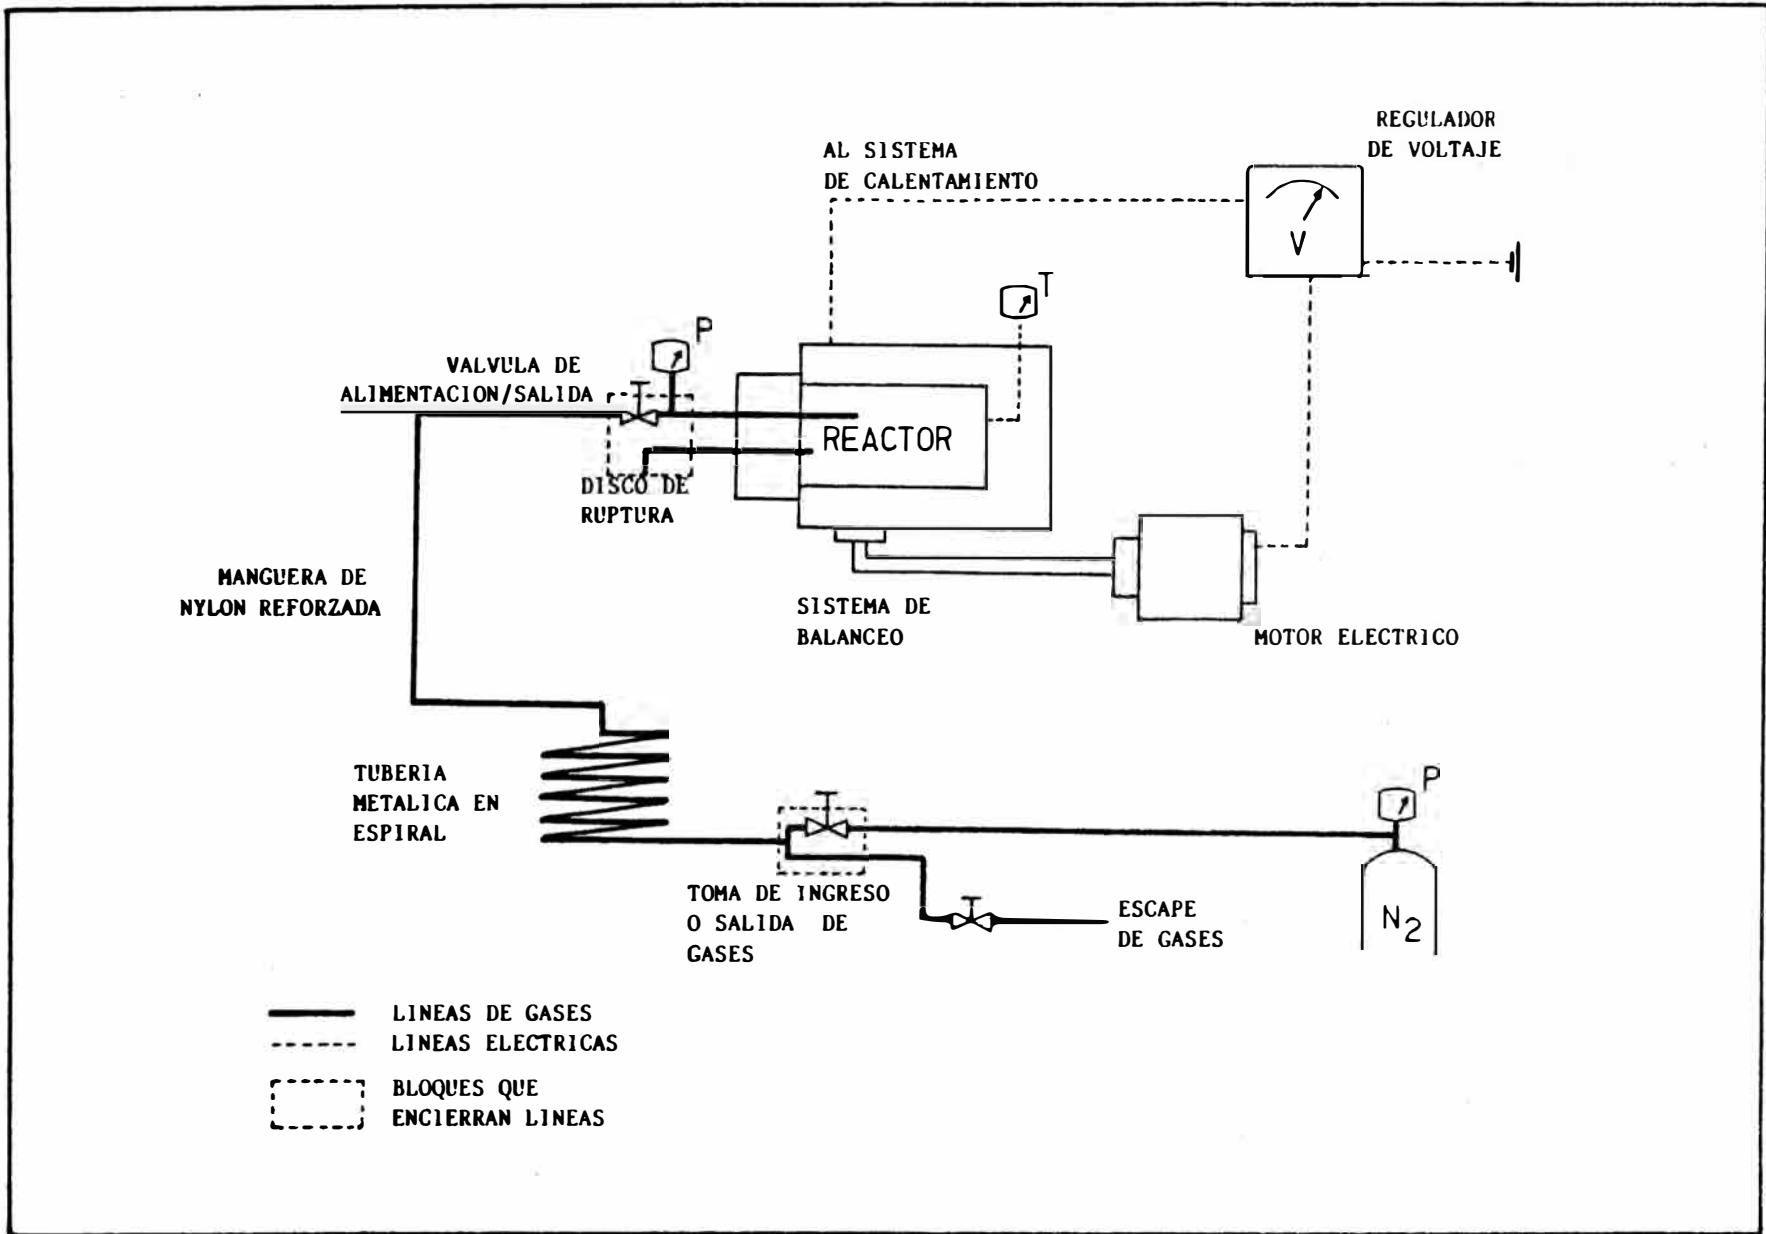 REGULADOR
DE VOLTAJE
AL SISTEMA
DE CALENTAMIENTO
V
T
P
VALVULA DE
ALIMENTACION/SALIDA
REACTOR
DISCO DE
RUPTURA
MANGUERA DE
NYLON REFORZADA
SISTEMA DE
BALANCEO
MOTOR ELECTRICO
TUBERIA
METALICA EN
ESPIRAL
P
TOMA DE INGRESO
O SALIDA DE
GASES
ESCAPE
DE GASES
N2
LINEAS DE GASES
LINEAS ELECTRICAS
BLOQUES QUE
ENCIERRAN LINEAS